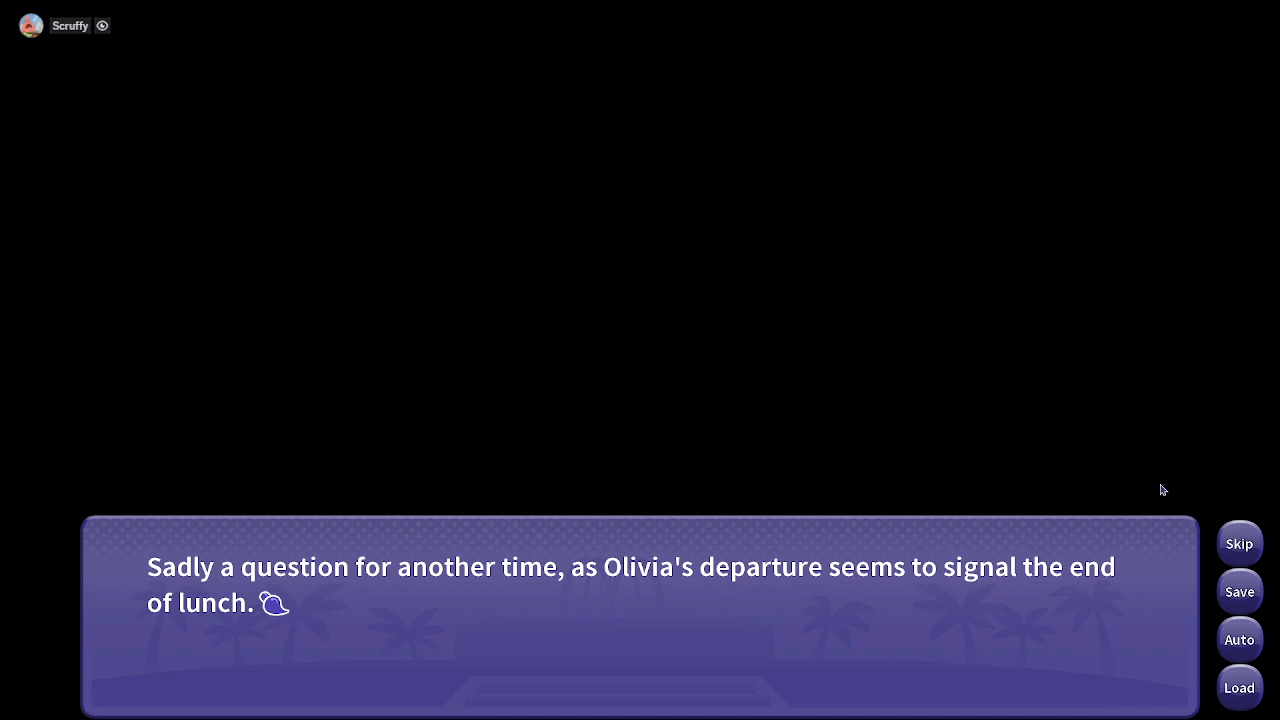 Scruffy
Sadly a question for another time, as Olivia's departure seems to signal the end
of lunch.
Skip
Save
Auto
Load